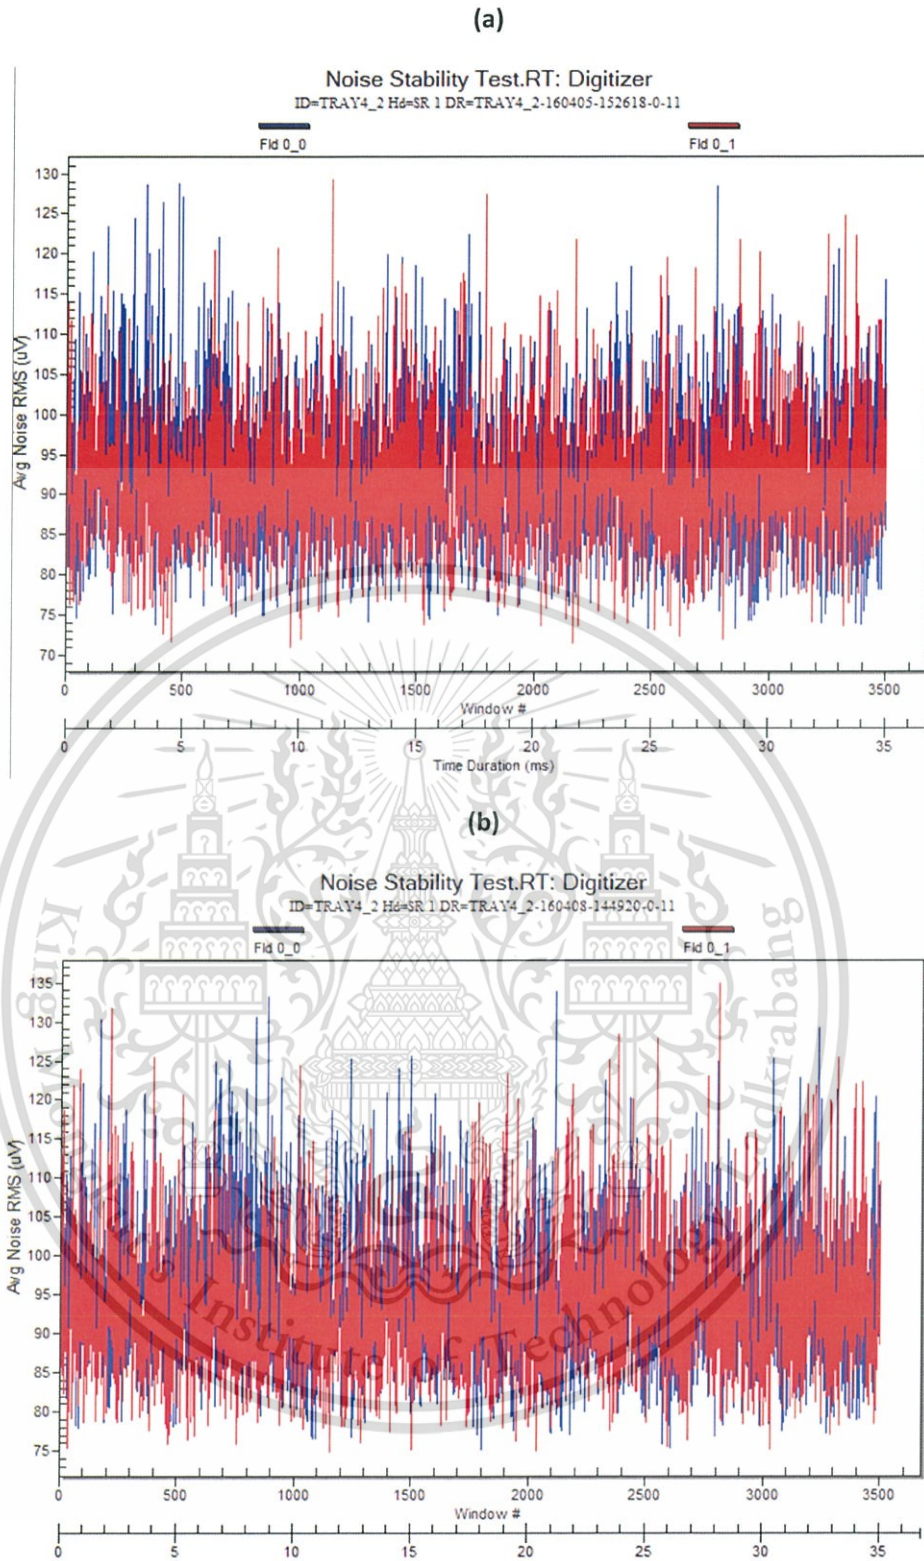 (a)
Noise Stability Test.RT: Digitizer
ID=TRAY4_2 Hd=SR 1 DR=TRAY4_2-160405-152618-0-11
Fld 0_0 Fld 0_1
130
125
120
115
110
105
100
95
90
85
80
75
70
Avg Noise RMS (uV)
0 500 1000 1500 2000 2500 3000 3500
Window #
0 5 10 15 20 25 30 35
Time Duration (ms)
(b)
Noise Stability Test.RT: Digitizer
ID=TRAY4_2 Hd=SR 1 DR=TRAY4_2-160408-144920-0-11
Fld 0_0 Fld 0_1
135
130
125
120
115
110
105
100
95
90
85
80
75
Avg Noise RMS (uV)
0 500 1000 1500 2000 2500 3000 3500
Window #
0 5 10 15 20 25 30 35
King Mongkut's Institute of Technology Ladkrabang